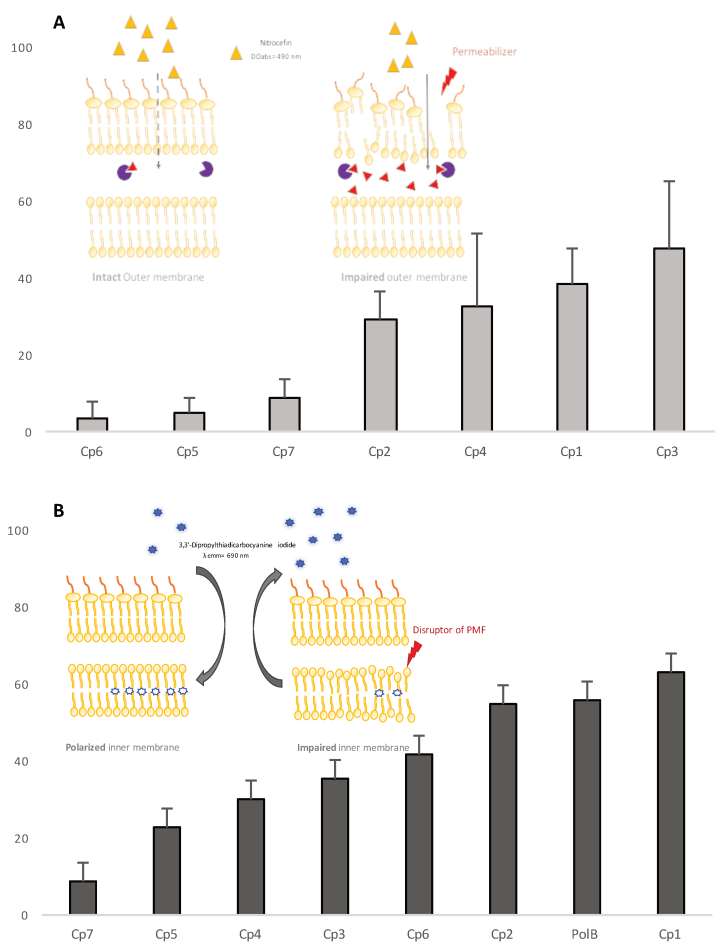 A
100
80
60
40
20
0
Nitrocefin
DOabs= 490 nm
Permeabilizer
Intact Outer membrane
Impaired outer membrane
Cp6 Cp5 Cp7 Cp2 Cp4 Cp1 Cp3
B
100
80
60
40
20
0
3,3'-Dipropylthiadicarbocyanine iodide
λemm= 690 nm
Disruptor of PMF
Polarized inner membrane
Impaired inner membrane
Cp7 Cp5 Cp4 Cp3 Cp6 Cp2 PolB Cp1